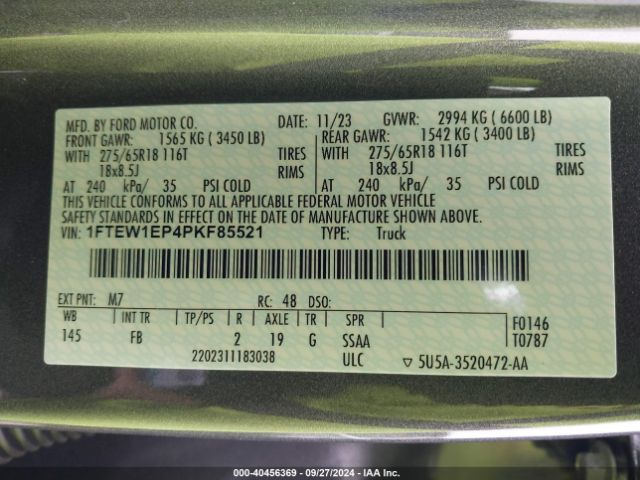 MFD. BY FORD MOTOR CO. DATE: 11/23 GVWR: 2994 KG ( 6600 LB)
FRONT GAWR: 1565 KG ( 3450 LB) REAR GAWR: 1542 KG ( 3400 LB)
WITH 275/65R18 116T TIRES WITH 275/65R18 116T TIRES
18x8.5J RIMS 18x8.5J RIMS
AT 240 kPa/ 35 PSI COLD AT 240 kPa/ 35 PSI COLD
THIS VEHICLE CONFORMS TO ALL APPLICABLE FEDERAL MOTOR VEHICLE
SAFETY STANDARDS IN EFFECT ON THE DATE OF MANUFACTURE SHOWN ABOVE.
VIN: 1FTEW1EP4PKF85521 TYPE: Truck
EXT PNT: M7 RC: 48 DSO:
WB INT TR TP/PS R AXLE TR SPR F0146
145 FB 2 19 G SSAA T0787
2202311183038 ULC ▽ 5U5A-3520472-AA
000-40456369 - 09/27/2024 - IAA Inc.